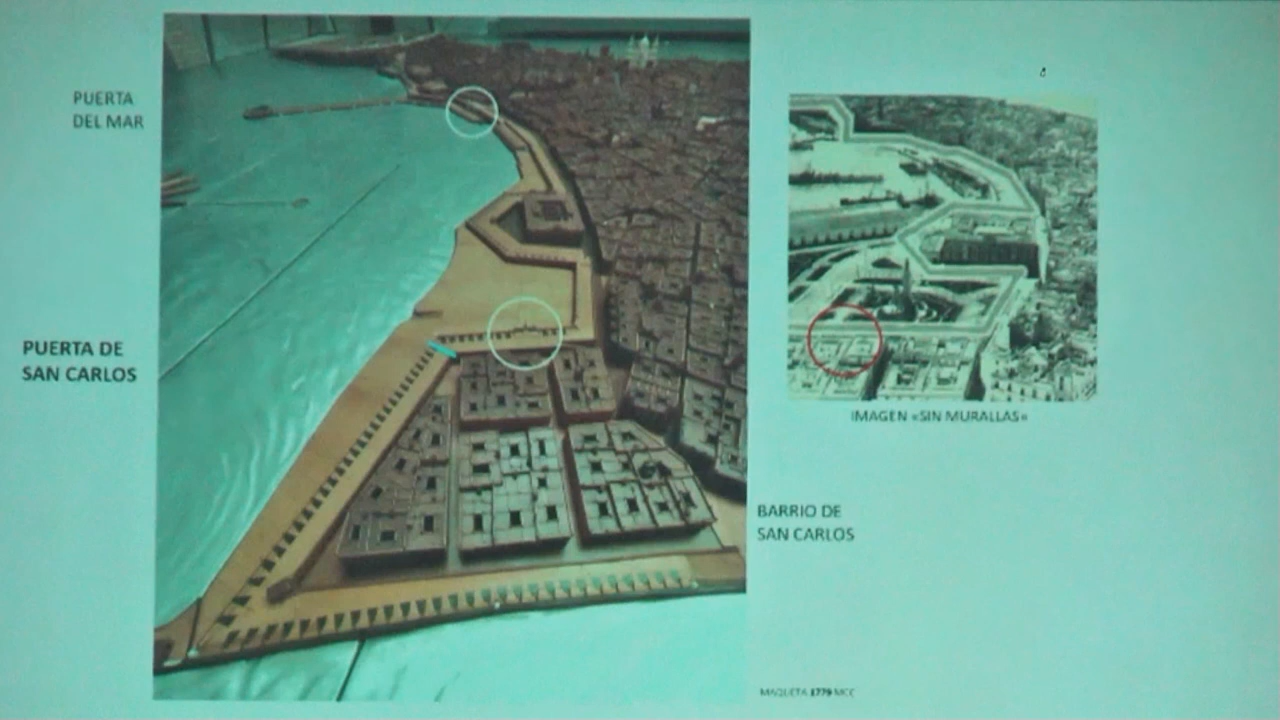 PUERTA
DEL MAR
PUERTA DE
SAN CARLOS
IMAGEN «SIN MURALLAS»
BARRIO DE
SAN CARLOS
MAQUETA 1779 MCC